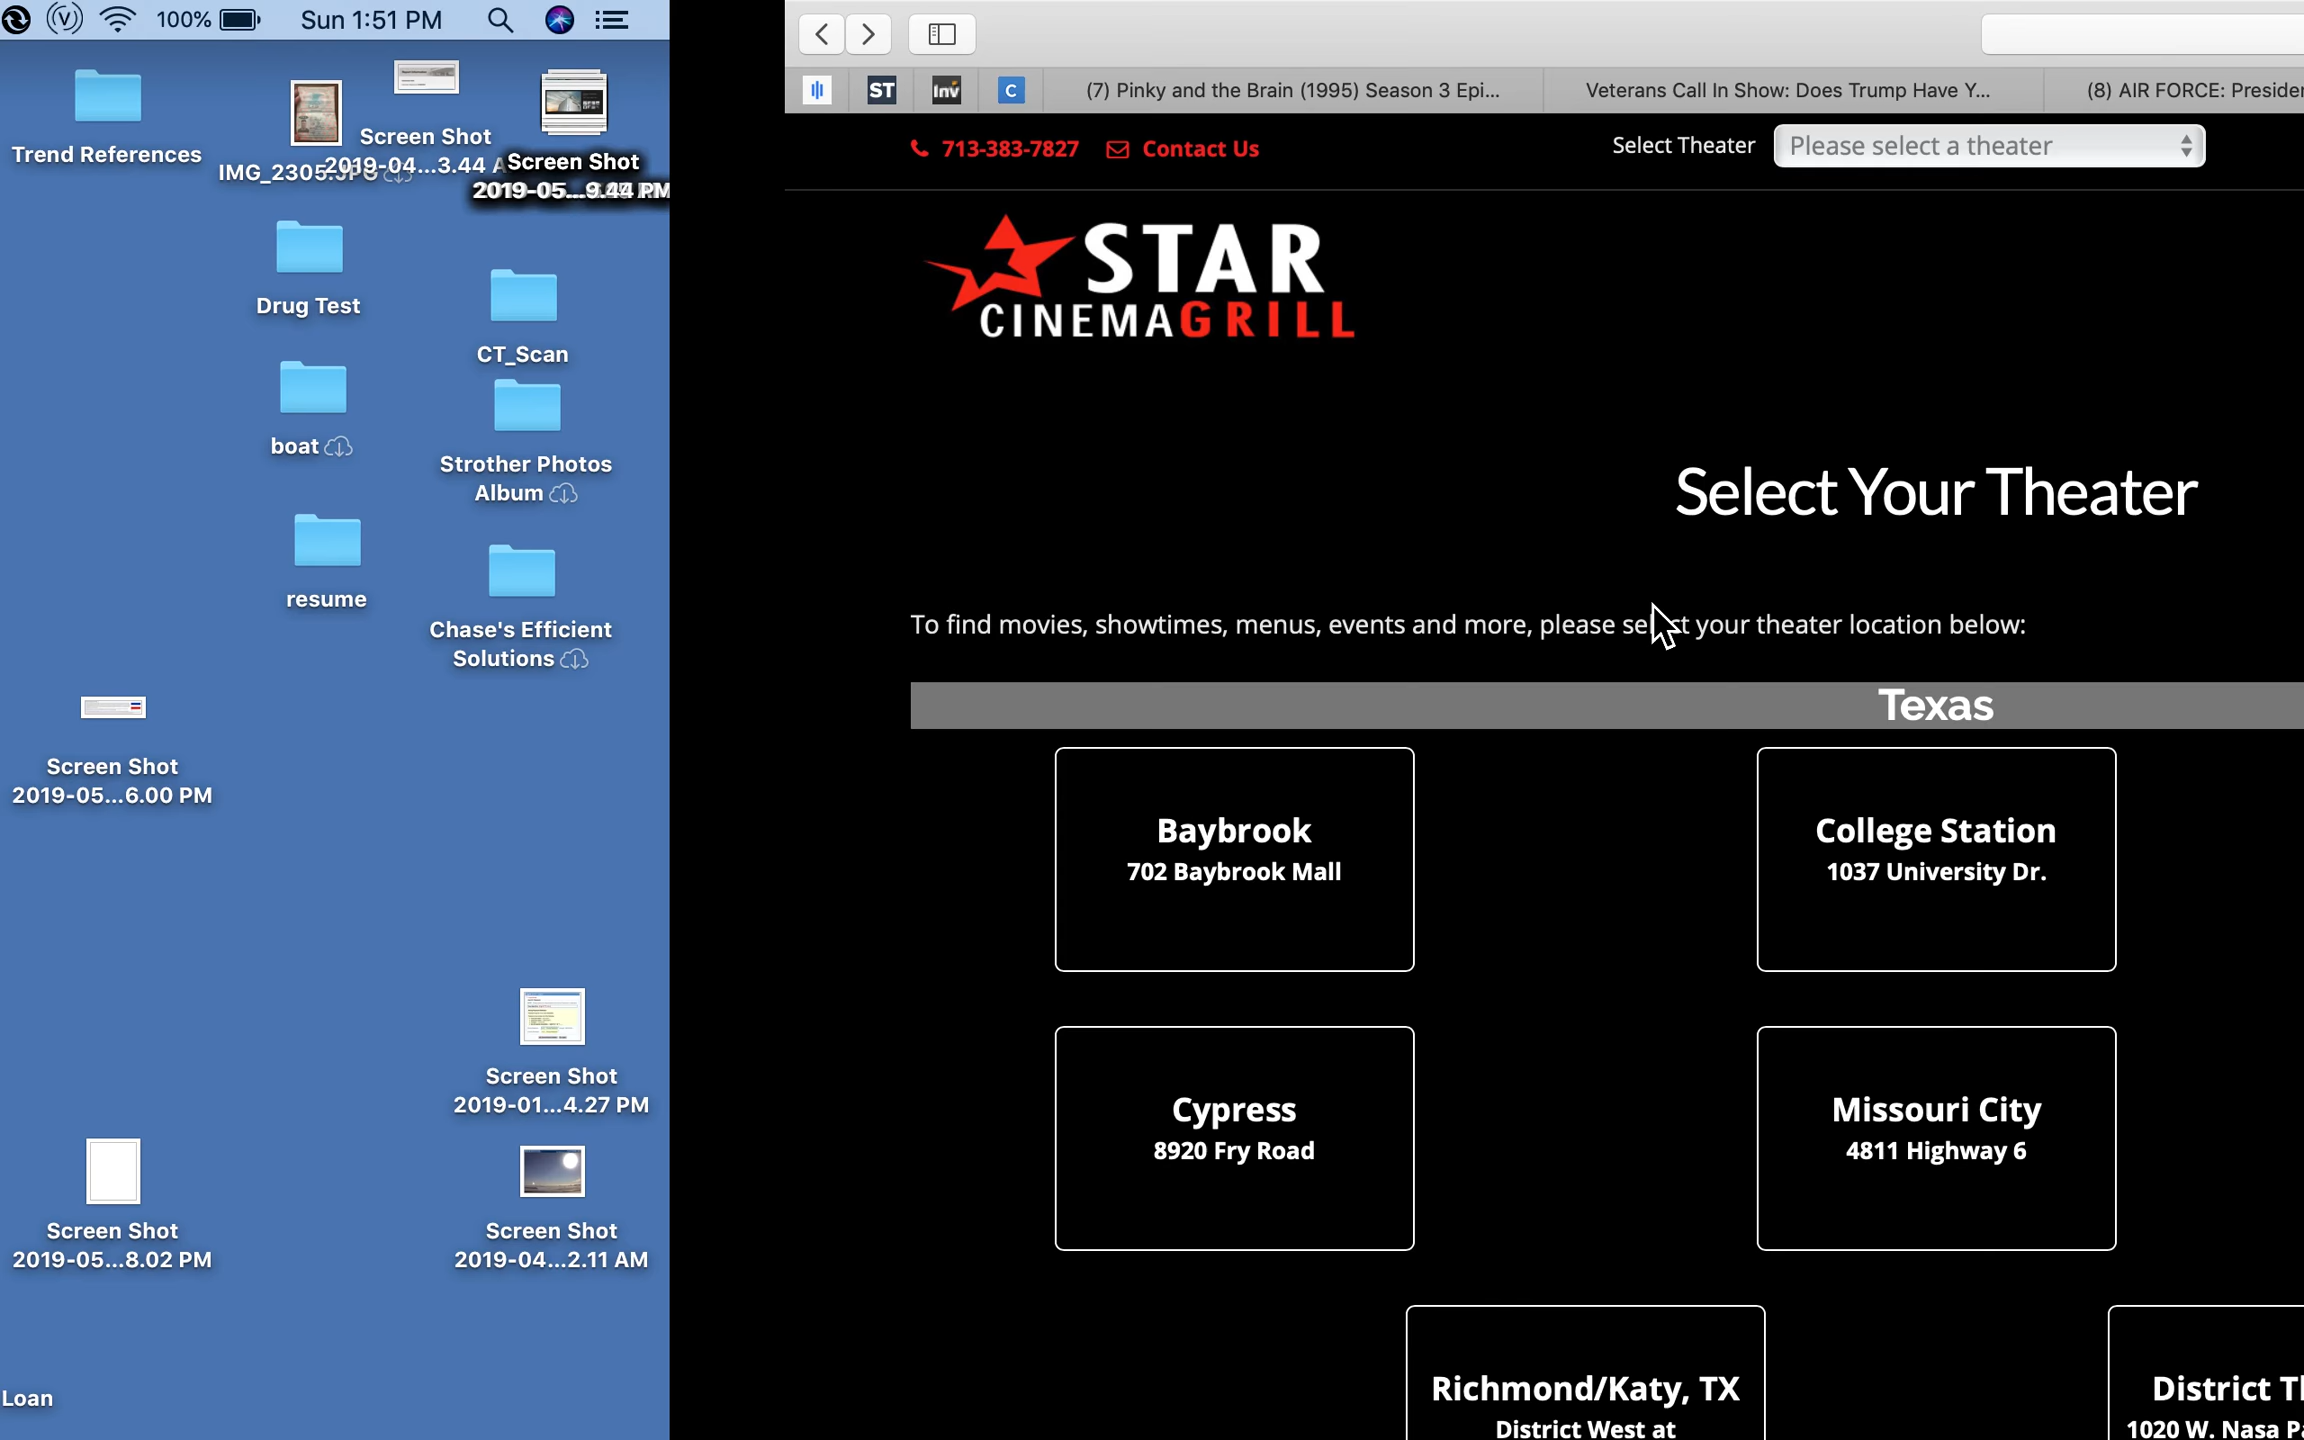 100%
Sun 1:51 PM
Trend References
IMG_2305.JPG
Screen Shot
2019-04...3.44 A
Screen Shot
2019-05...9.44 PM
Drug Test
CT_Scan
boat
Strother Photos
Album
resume
Chase's Efficient
Solutions
Screen Shot
2019-05...6.00 PM
Screen Shot
2019-01...4.27 PM
Screen Shot
2019-05...8.02 PM
Screen Shot
2019-04...2.11 AM
Loan
ST
Inv
C
(7) Pinky and the Brain (1995) Season 3 Epi...
Veterans Call In Show: Does Trump Have Y...
(8) AIR FORCE: Preside
713-383-7827
Contact Us
Select Theater
Please select a theater
STAR
CINEMAGRILL
Select Your Theater
To find movies, showtimes, menus, events and more, please select your theater location below:
Texas
Baybrook
702 Baybrook Mall
College Station
1037 University Dr.
Cypress
8920 Fry Road
Missouri City
4811 Highway 6
Richmond/Katy, TX
District West at
District T
1020 W. Nasa P